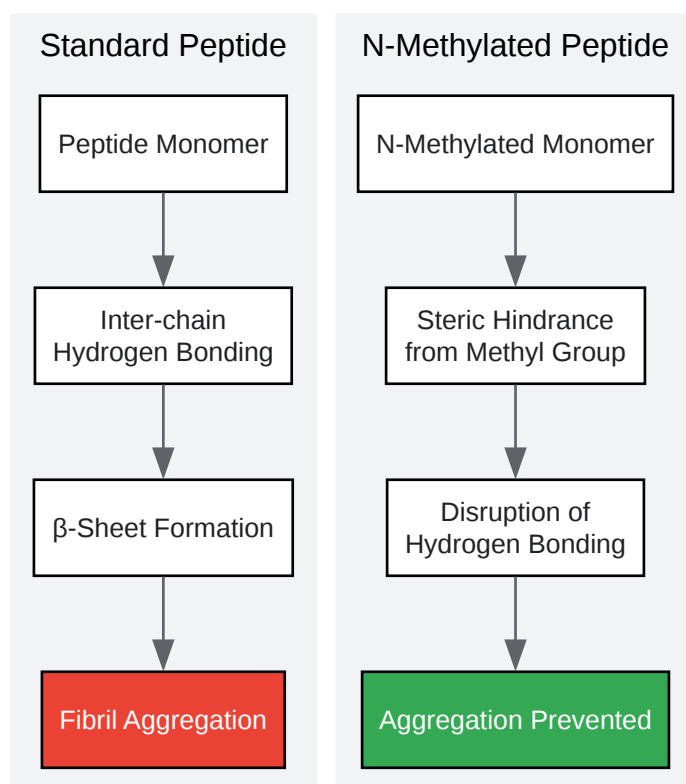 Standard Peptide
Peptide Monomer
Inter-chain
Hydrogen Bonding
β-Sheet Formation
Fibril Aggregation
N-Methylated Peptide
N-Methylated Monomer
Steric Hindrance
from Methyl Group
Disruption of
Hydrogen Bonding
Aggregation Prevented